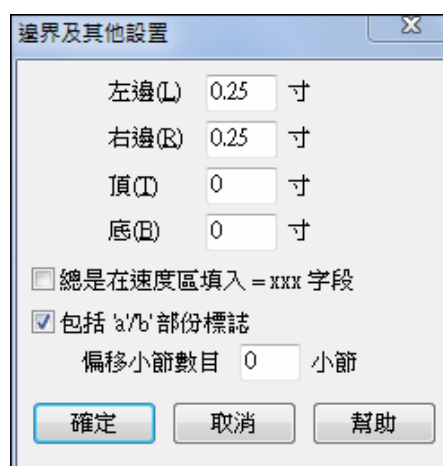 邊界及其他設置
左邊(L) 0.25 寸
右邊(R) 0.25 寸
頂(T) 0 寸
底(B) 0 寸
總是在速度區填入 = xxx 字段
包括 'a'/'b' 部份標誌
偏移小節數目 0 小節
確定 取消 幫助